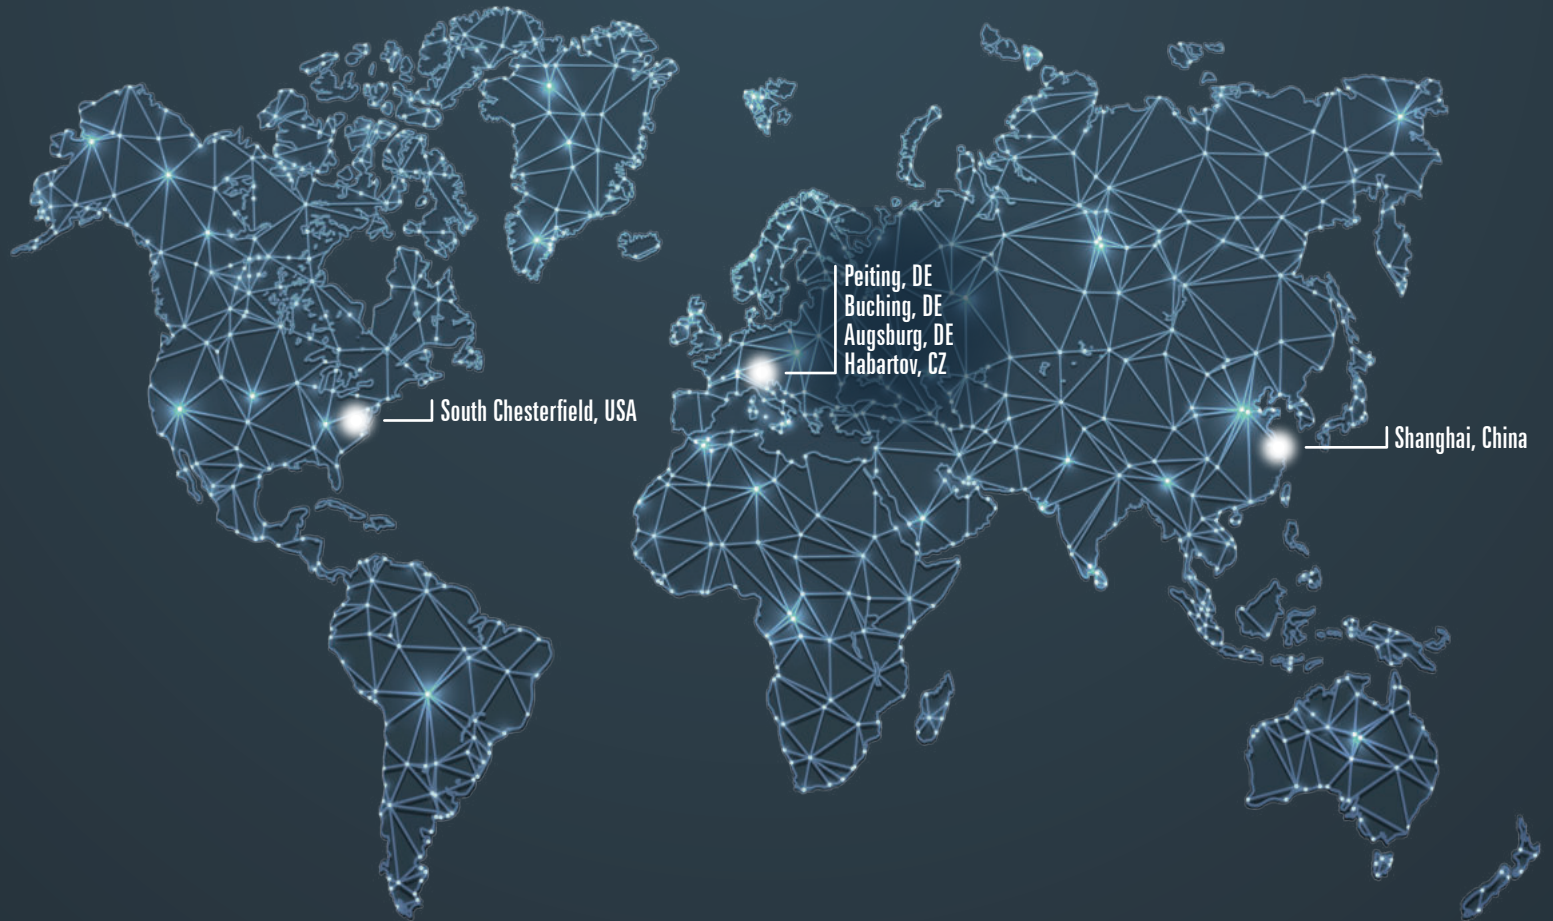 Peiting, DE
Buching, DE
Augsburg, DE
Habartov, CZ
South Chesterfield, USA
Shanghai, China